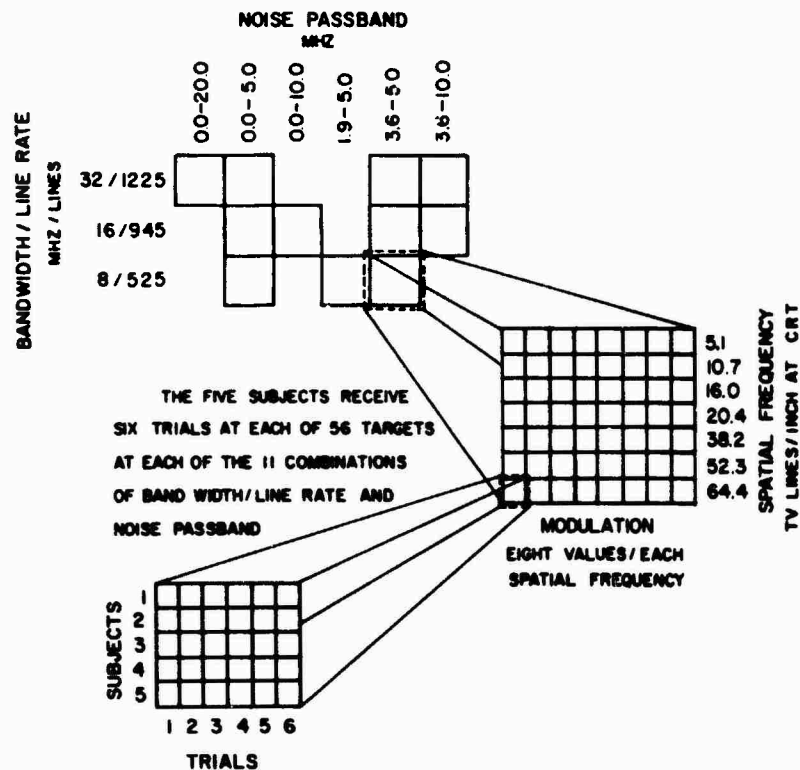 NOISE PASSBAND
MHZ
0.0-20.0
0.0-5.0
0.0-10.0
1.9-5.0
3.6-5.0
3.6-10.0
BANDWIDTH/LINE RATE
MHZ/LINES
32/1225
16/945
8/525
5.1
10.7
16.0
20.4
38.2
52.3
64.4
SPATIAL FREQUENCY
TV LINES/INCH AT CRT
THE FIVE SUBJECTS RECEIVE
SIX TRIALS AT EACH OF 56 TARGETS
AT EACH OF THE 11 COMBINATIONS
OF BAND WIDTH/LINE RATE AND
NOISE PASSBAND
MODULATION
EIGHT VALUES/EACH
SPATIAL FREQUENCY
SUBJECTS
1
2
3
4
5
1 2 3 4 5 6
TRIALS